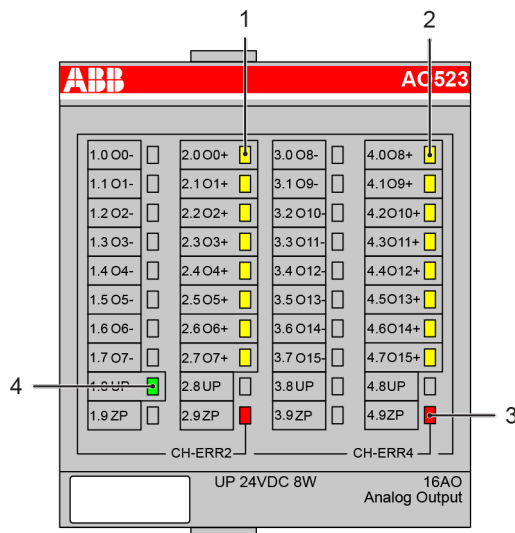 1 2
ABB AO523
1.0 O0- 2.0 O0+ 3.0 O8- 4.0 O8+
1.1 O1- 2.1 O1+ 3.1 O9- 4.1 O9+
1.2 O2- 2.2 O2+ 3.2 O10- 4.2 O10+
1.3 O3- 2.3 O3+ 3.3 O11- 4.3 O11+
1.4 O4- 2.4 O4+ 3.4 O12- 4.4 O12+
1.5 O5- 2.5 O5+ 3.5 O13- 4.5 O13+
1.6 O6- 2.6 O6+ 3.6 O14- 4.6 O14+
1.7 O7- 2.7 O7+ 3.7 O15- 4.7 O15+
4 1.8 UP 2.8 UP 3.8 UP 4.8 UP
1.9 ZP 2.9 ZP 3.9 ZP 4.9 ZP 3
CH-ERR2 CH-ERR4
UP 24VDC 8W 16AO
Analog Output